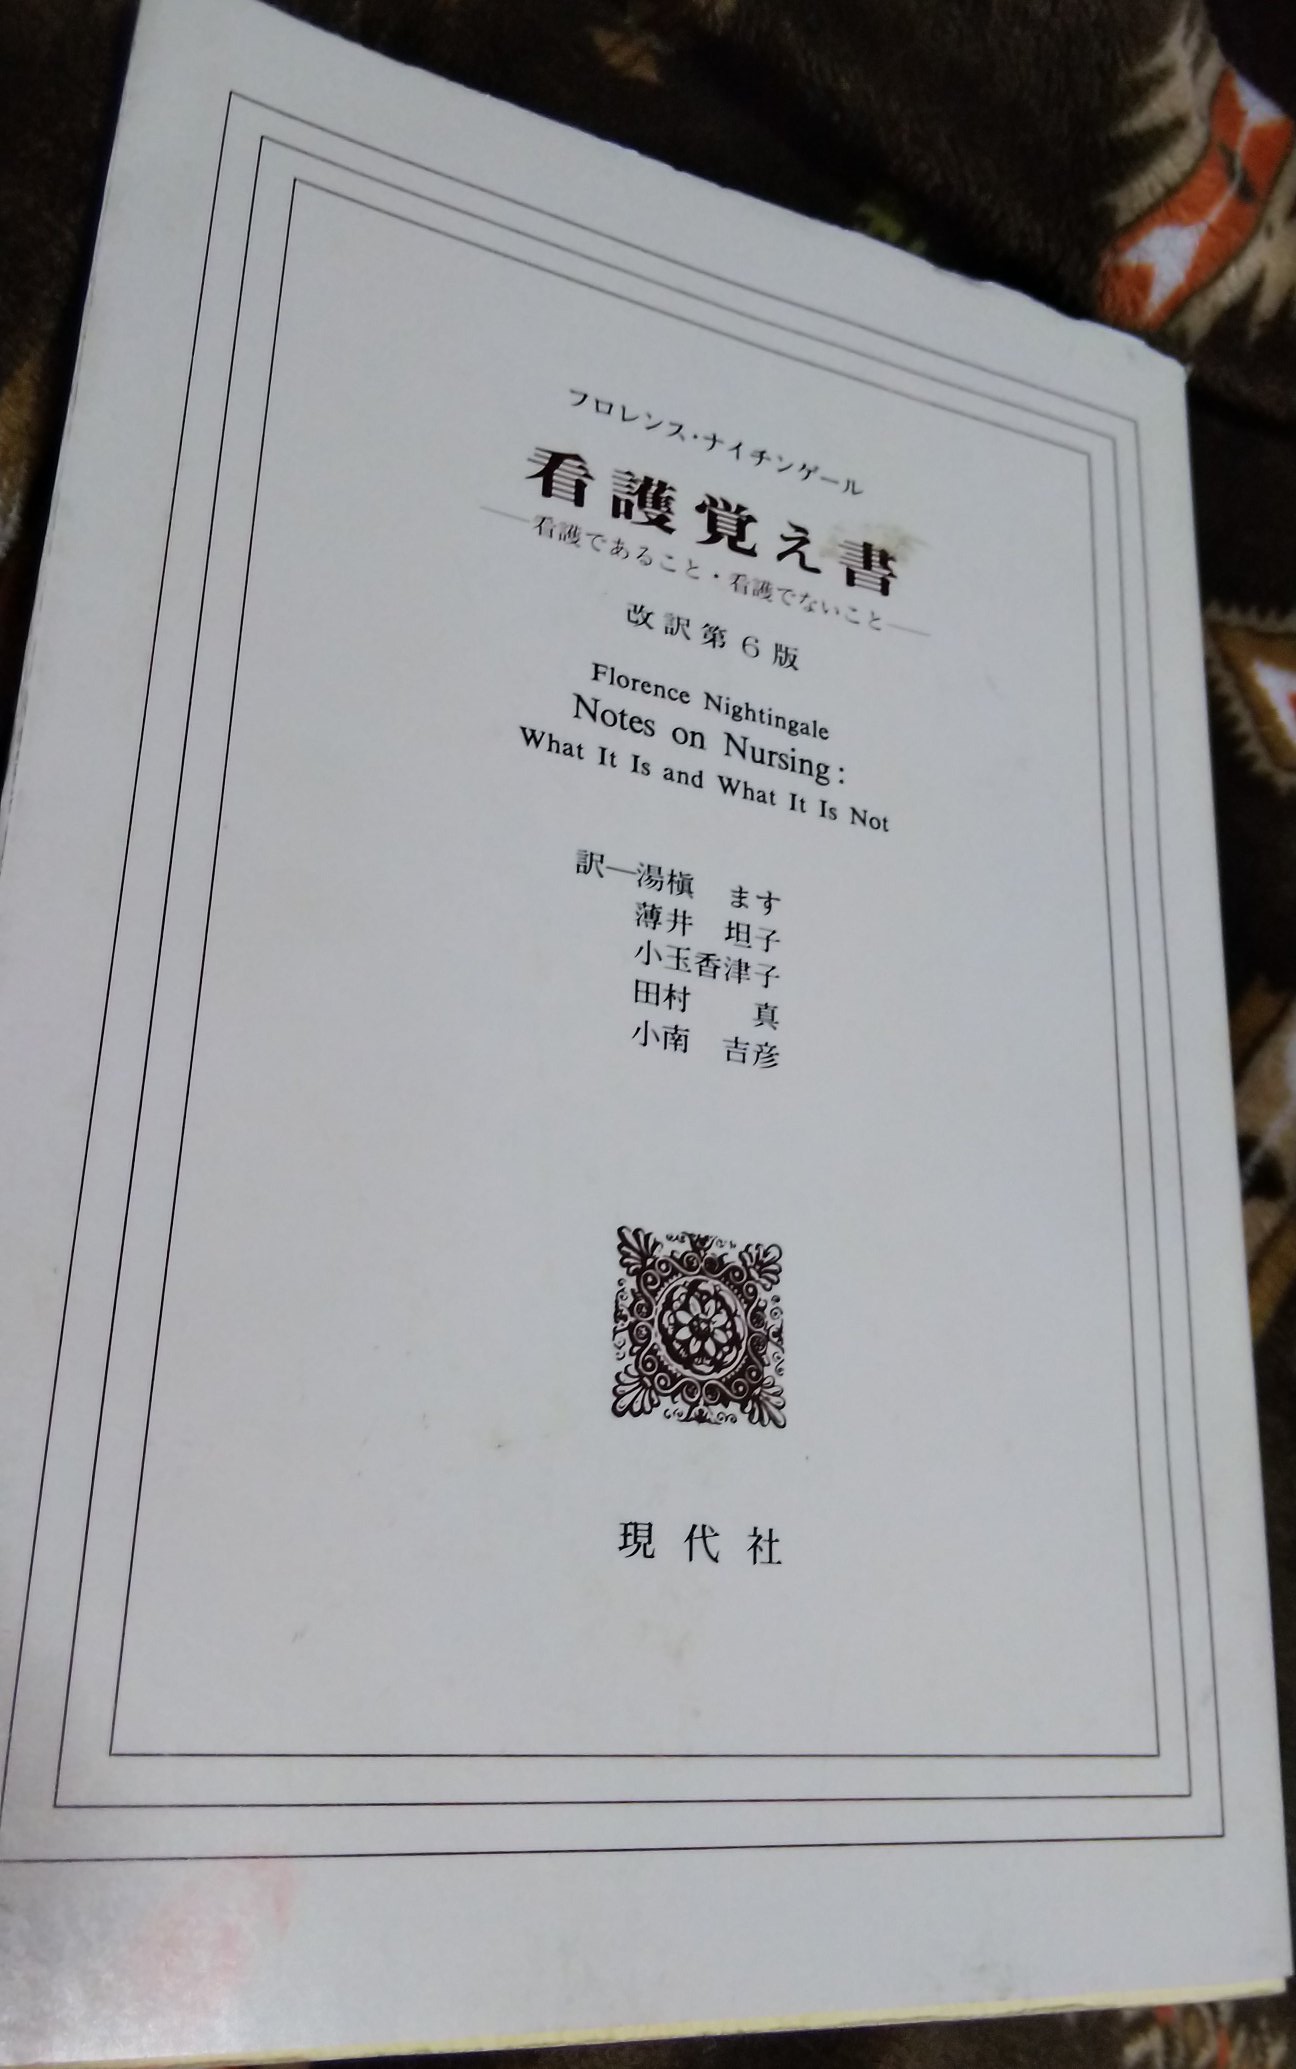 フロレンス・ナイチンゲール
看護覚え書
——看護であること・看護でないこと——
改訳第6版
Florence Nightingale
Notes on Nursing:
What It Is and What It Is Not
訳—湯槇 ます
薄井 坦子
小玉香津子
田村 真
小南 吉彦
現代社